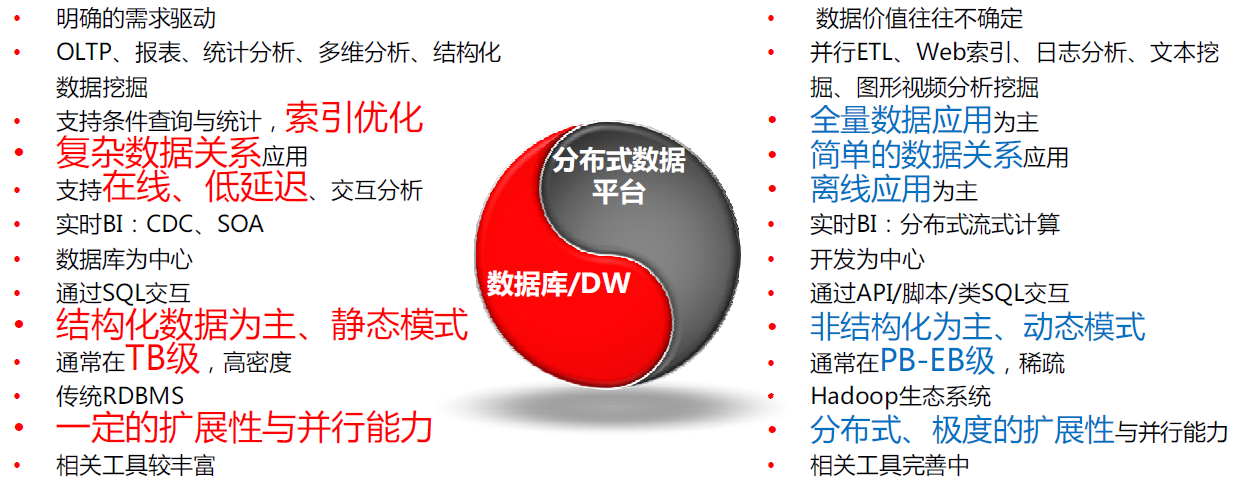 明确的需求驱动
OLTP、报表、统计分析、多维分析、结构化
数据挖掘
支持条件查询与统计，索引优化
复杂数据关系应用
支持在线、低延迟、交互分析
实时BI：CDC、SOA
数据库为中心
通过SQL交互
结构化数据为主、静态模式
通常在TB级，高密度
传统RDBMS
一定的扩展性与并行能力
相关工具较丰富
分布式数据
平台
数据库/DW
数据价值往往不确定
并行ETL、Web索引、日志分析、文本挖
掘、图形视频分析挖掘
全量数据应用为主
简单的数据关系应用
离线应用为主
实时BI：分布式流式计算
开发为中心
通过API/脚本/类SQL交互
非结构化为主、动态模式
通常在PB-EB级，稀疏
Hadoop生态系统
分布式、极度的扩展性与并行能力
相关工具完善中